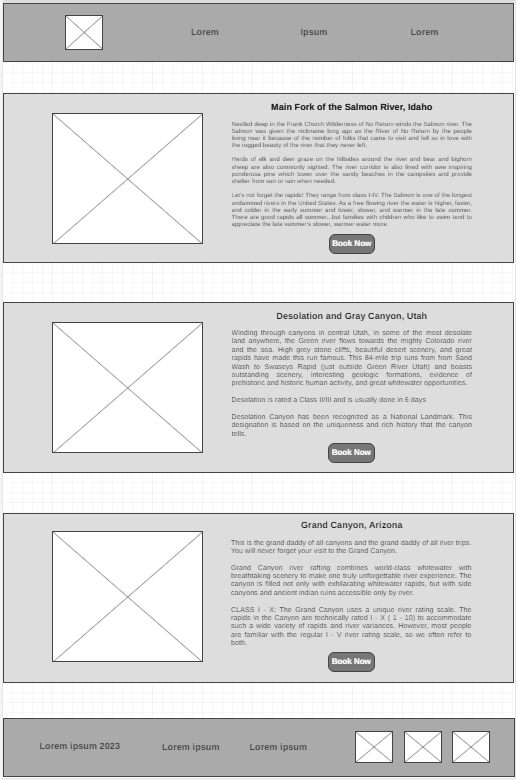 Lorem Ipsum Lorem
Main Fork of the Salmon River, Idaho
Nestled deep in the Frank Church Wilderness of No Return winds the Salmon river. The
Salmon was given the nickname long ago as the River of No Return by the people
living near it because of the number of folks that came to visit and fell so in love with
the rugged beauty of the river that they never left.
Herds of elk and deer graze on the hillsides around the river and bear and bighorn
sheep are also commonly sighted. The river corridor is also lined with awe inspiring
ponderosa pine which tower over the sandy beaches in the campsites and provide
shelter from sun or rain when needed.
Let's not forget the rapids! They range from class I-IV. The Salmon is one of the longest
undammed rivers in the United States. As a free flowing river the water is higher, faster,
and colder in the early summer and lower, slower, and warmer in the late summer.
There are good rapids all summer...but families with children who like to swim tend to
appreciate the late summer's slower, warmer water more.
Book Now
Desolation and Gray Canyon, Utah
Winding through canyons in central Utah, in some of the most desolate
land anywhere, the Green river flows towards the mighty Colorado river
and the sea. High grey stone cliffs, beautiful desert scenery, and great
rapids have made this run famous. This 84-mile trip runs from from Sand
Wash to Swaseys Rapid (just outside Green River Utah) and boasts
outstanding scenery, interesting geologic formations, evidence of
prehistoric and historic human activity, and great whitewater opportunities.
Desolation is rated a Class II/III and is usually done in 6 days
Desolation Canyon has been recognized as a National Landmark. This
designation is based on the uniqueness and rich history that the canyon
tells.
Book Now
Grand Canyon, Arizona
This is the grand daddy of all canyons and the grand daddy of all river trips.
You will never forget your visit to the Grand Canyon.
Grand Canyon river rafting combines world-class whitewater with
breathtaking scenery to make one truly unforgettable river experience. The
canyon is filled not only with exhilarating whitewater rapids, but with side
canyons and ancient indian ruins accessible only by river.
CLASS I - X: The Grand Canyon uses a unique river rating scale. The
rapids in the Canyon are technically rated I - X ( 1 - 10) to accommodate
such a wide variety of rapids and river variances. However, most people
are familiar with the regular I - V river rating scale, so we often refer to
both.
Book Now
Lorem ipsum 2023 Lorem ipsum Lorem ipsum